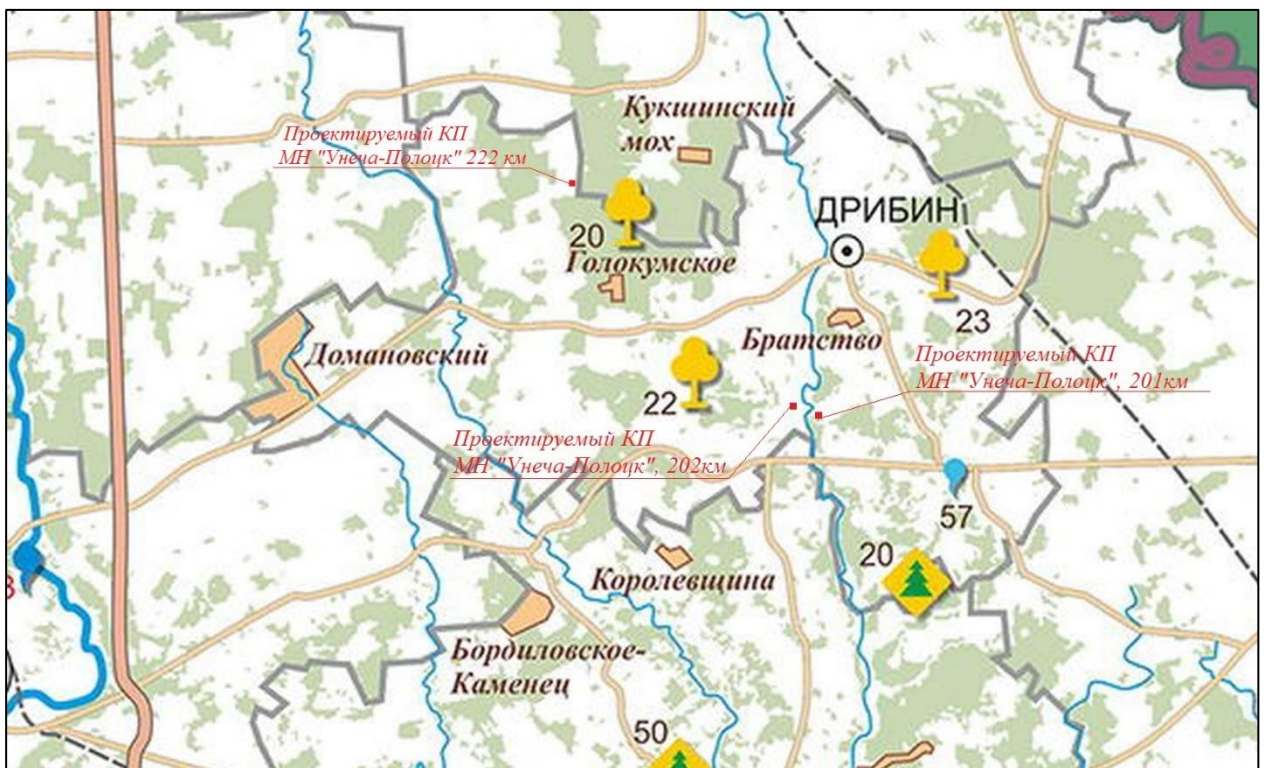 Кукшинский
мох
Проектируемый КП
МН "Унеча-Полоцк" 222 км
ДРИБИН
20
Голокумское
23
Братство
Домановский
Проектируемый КП
МН "Унеча-Полоцк", 201км
22
Проектируемый КП
МН "Унеча-Полоцк", 202км
57
20
Королевщина
3
Бордиловское-
Каменец
50